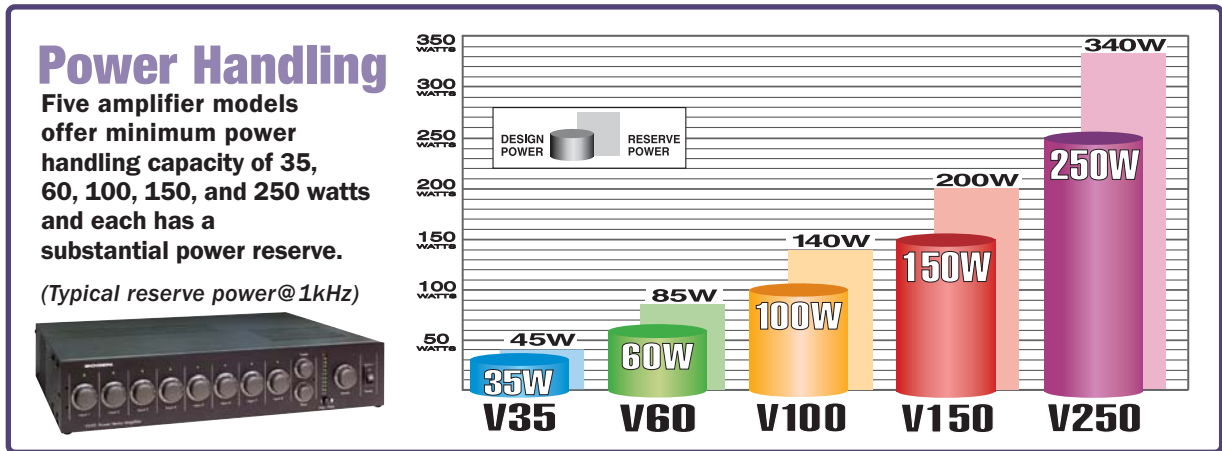 Power Handling
Five amplifier models
offer minimum power
handling capacity of 35,
60, 100, 150, and 250 watts
and each has a
substantial power reserve.
(Typical reserve power@1kHz)
BOGEN
350
WATTS
300
WATTS
250
WATTS
200
WATTS
150
WATTS
100
WATTS
50
WATTS
DESIGN
POWER
RESERVE
POWER
45W
35W
85W
60W
140W
100W
200W
150W
340W
250W
V35
V60
V100
V150
V250